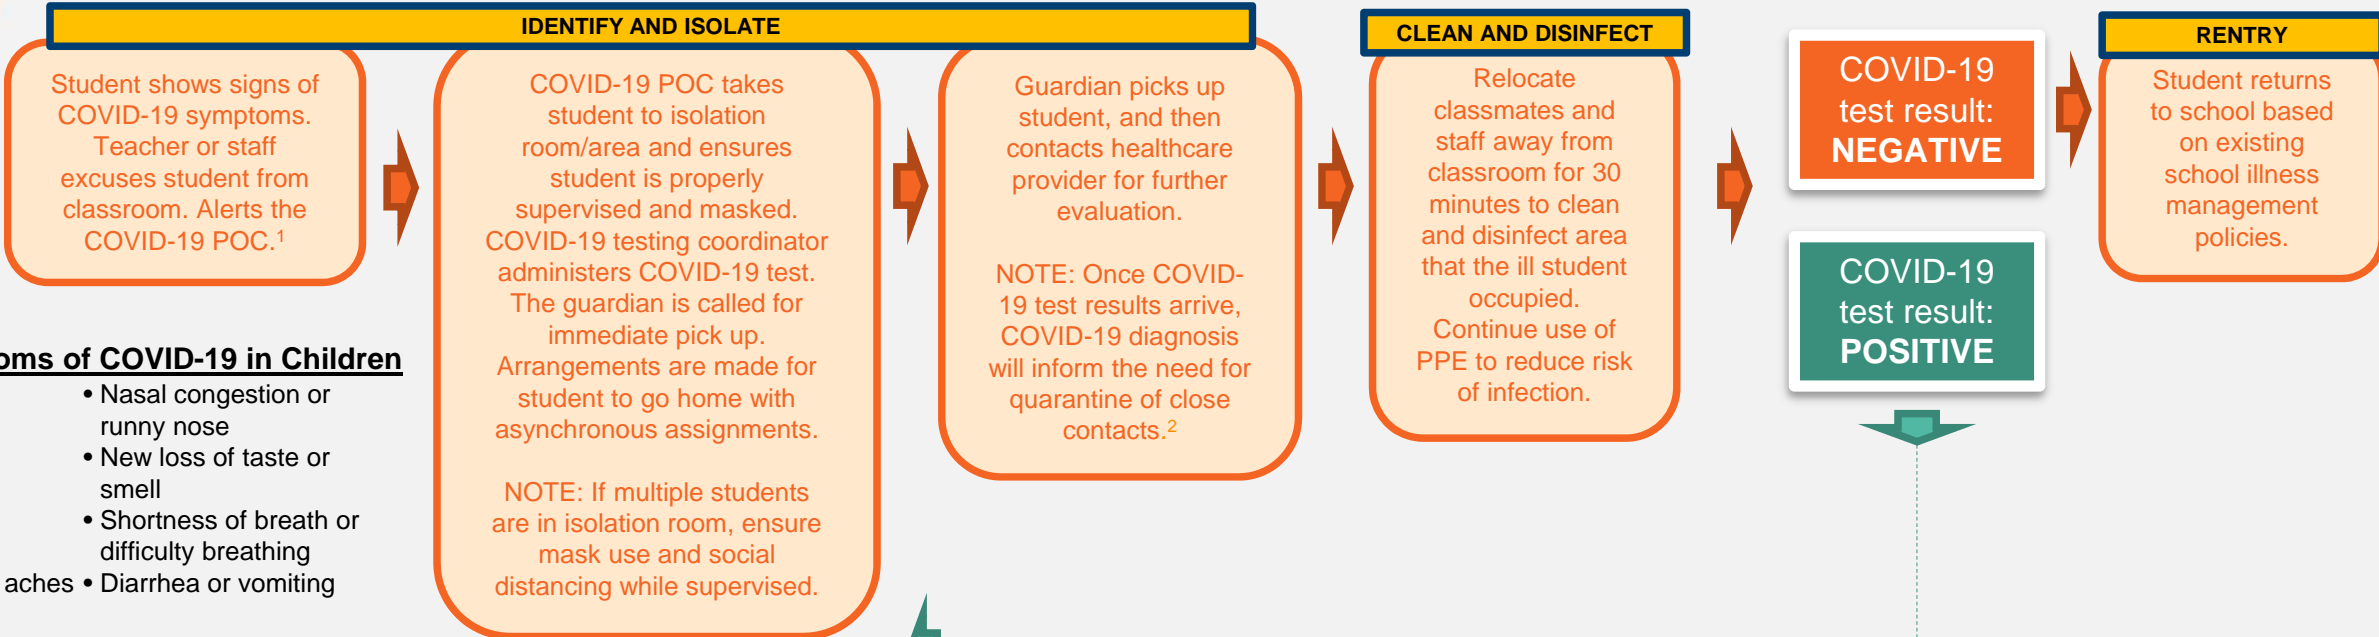 IDENTIFY AND ISOLATE
Student shows signs of
COVID-19 symptoms.
Teacher or staff
excuses student from
classroom. Alerts the
COVID-19 POC.1
COVID-19 POC takes
student to isolation
room/area and ensures
student is properly
supervised and masked.
COVID-19 testing coordinator
administers COVID-19 test.
The guardian is called for
immediate pick up.
Arrangements are made for
student to go home with
asynchronous assignments.
NOTE: If multiple students
are in isolation room, ensure
mask use and social
distancing while supervised.
Guardian picks up
student, and then
contacts healthcare
provider for further
evaluation.
NOTE: Once COVID-
19 test results arrive,
COVID-19 diagnosis
will inform the need for
quarantine of close
contacts.2
CLEAN AND DISINFECT
Relocate
classmates and
staff away from
classroom for 30
minutes to clean
and disinfect area
that the ill student
occupied.
Continue use of
PPE to reduce risk
of infection.
COVID-19
test result:
NEGATIVE
COVID-19
test result:
POSITIVE
RENTRY
Student returns
to school based
on existing
school illness
management
policies.
of COVID-19 in Children
• Nasal congestion or
runny nose
• New loss of taste or
smell
• Shortness of breath or
difficulty breathing
aches • Diarrhea or vomiting